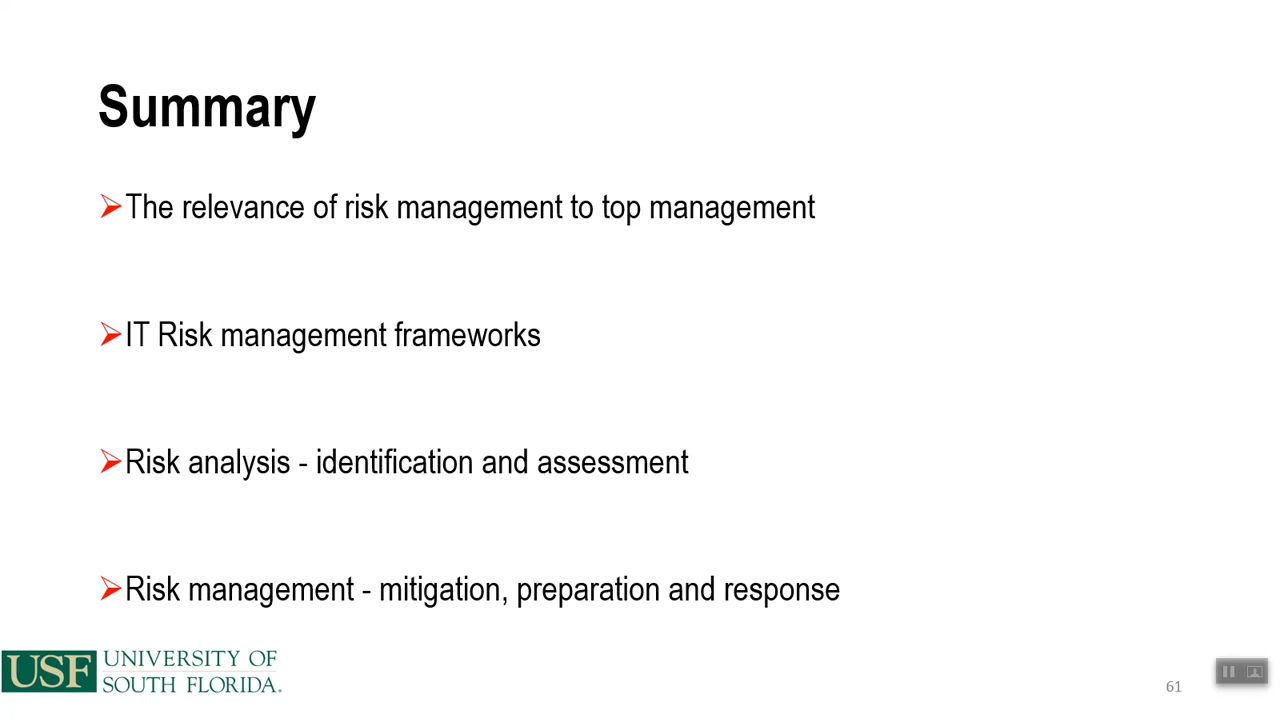 Summary
The relevance of risk management to top management
IT Risk management frameworks
Risk analysis - identification and assessment
Risk management - mitigation, preparation and response
USF UNIVERSITY OF
SOUTH FLORIDA.
61